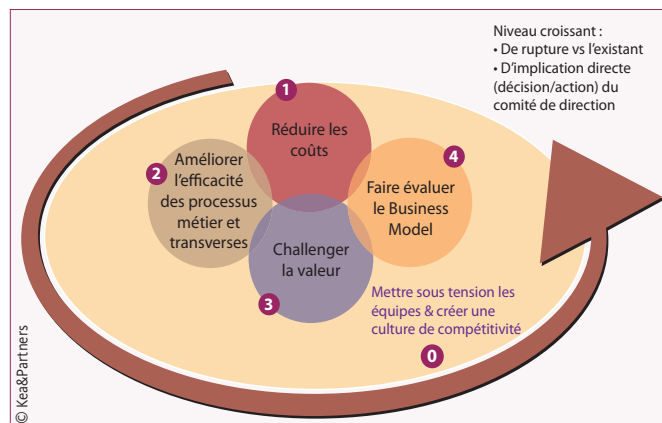 Niveau croissant :
• De rupture vs l'existant
• D'implication directe
(décision/action) du
comité de direction
1
Réduire les
coûts
2
Améliorer
l'efficacité
des processus
métier et
transverses
4
Faire évaluer
le Business
Model
Challenger
la valeur
3
Mettre sous tension les
équipes & créer une
culture de compétitivité
0
© Kea&Partners